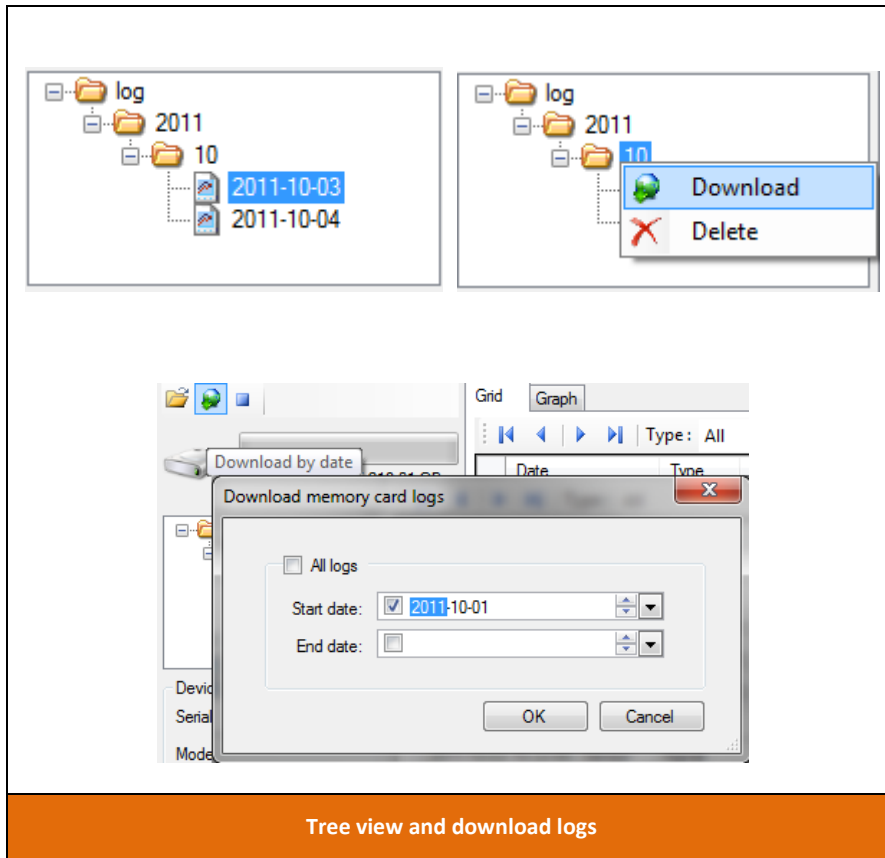 log
2011
10
2011-10-03
2011-10-04
log
2011
10
Download
Delete
Grid
Graph
Type: All
Download by date
Date
Type
Download memory card logs
All logs
Start date:
2011-10-01
End date:
OK
Cancel
Devic
Serial
Mode
Tree view and download logs